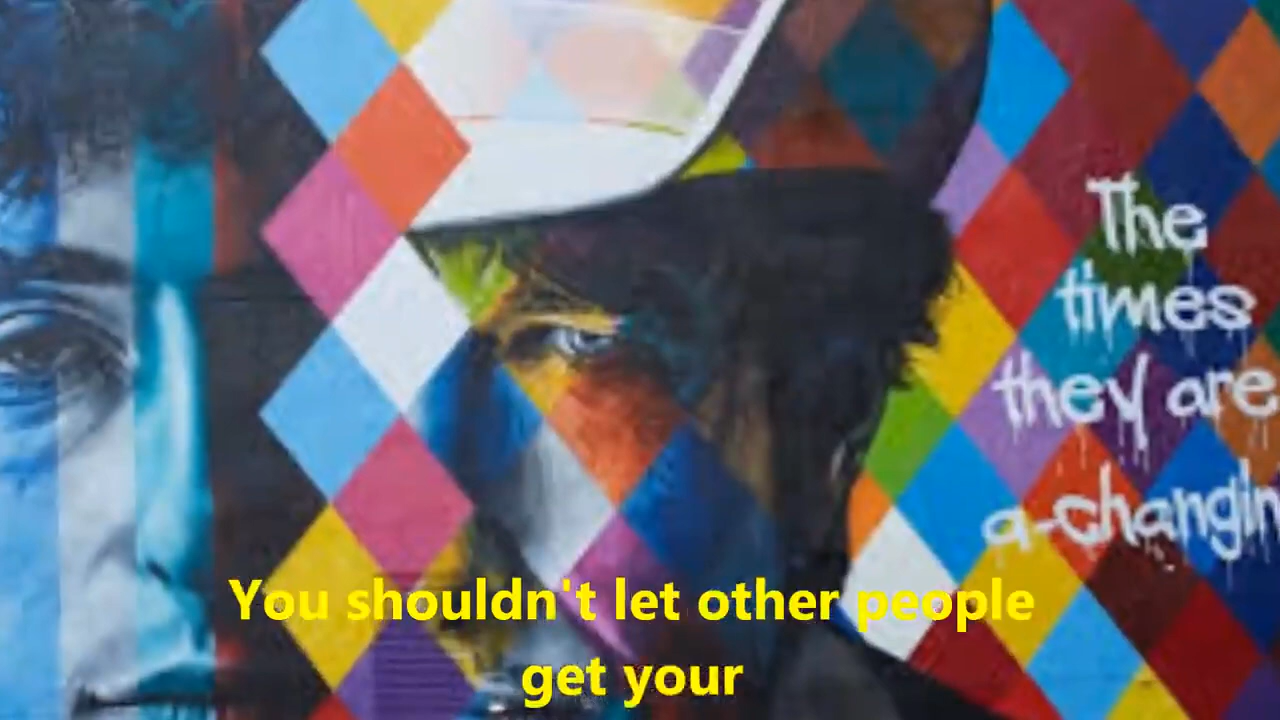 The
times
they are
a-changin
You shouldn't let other people
get your